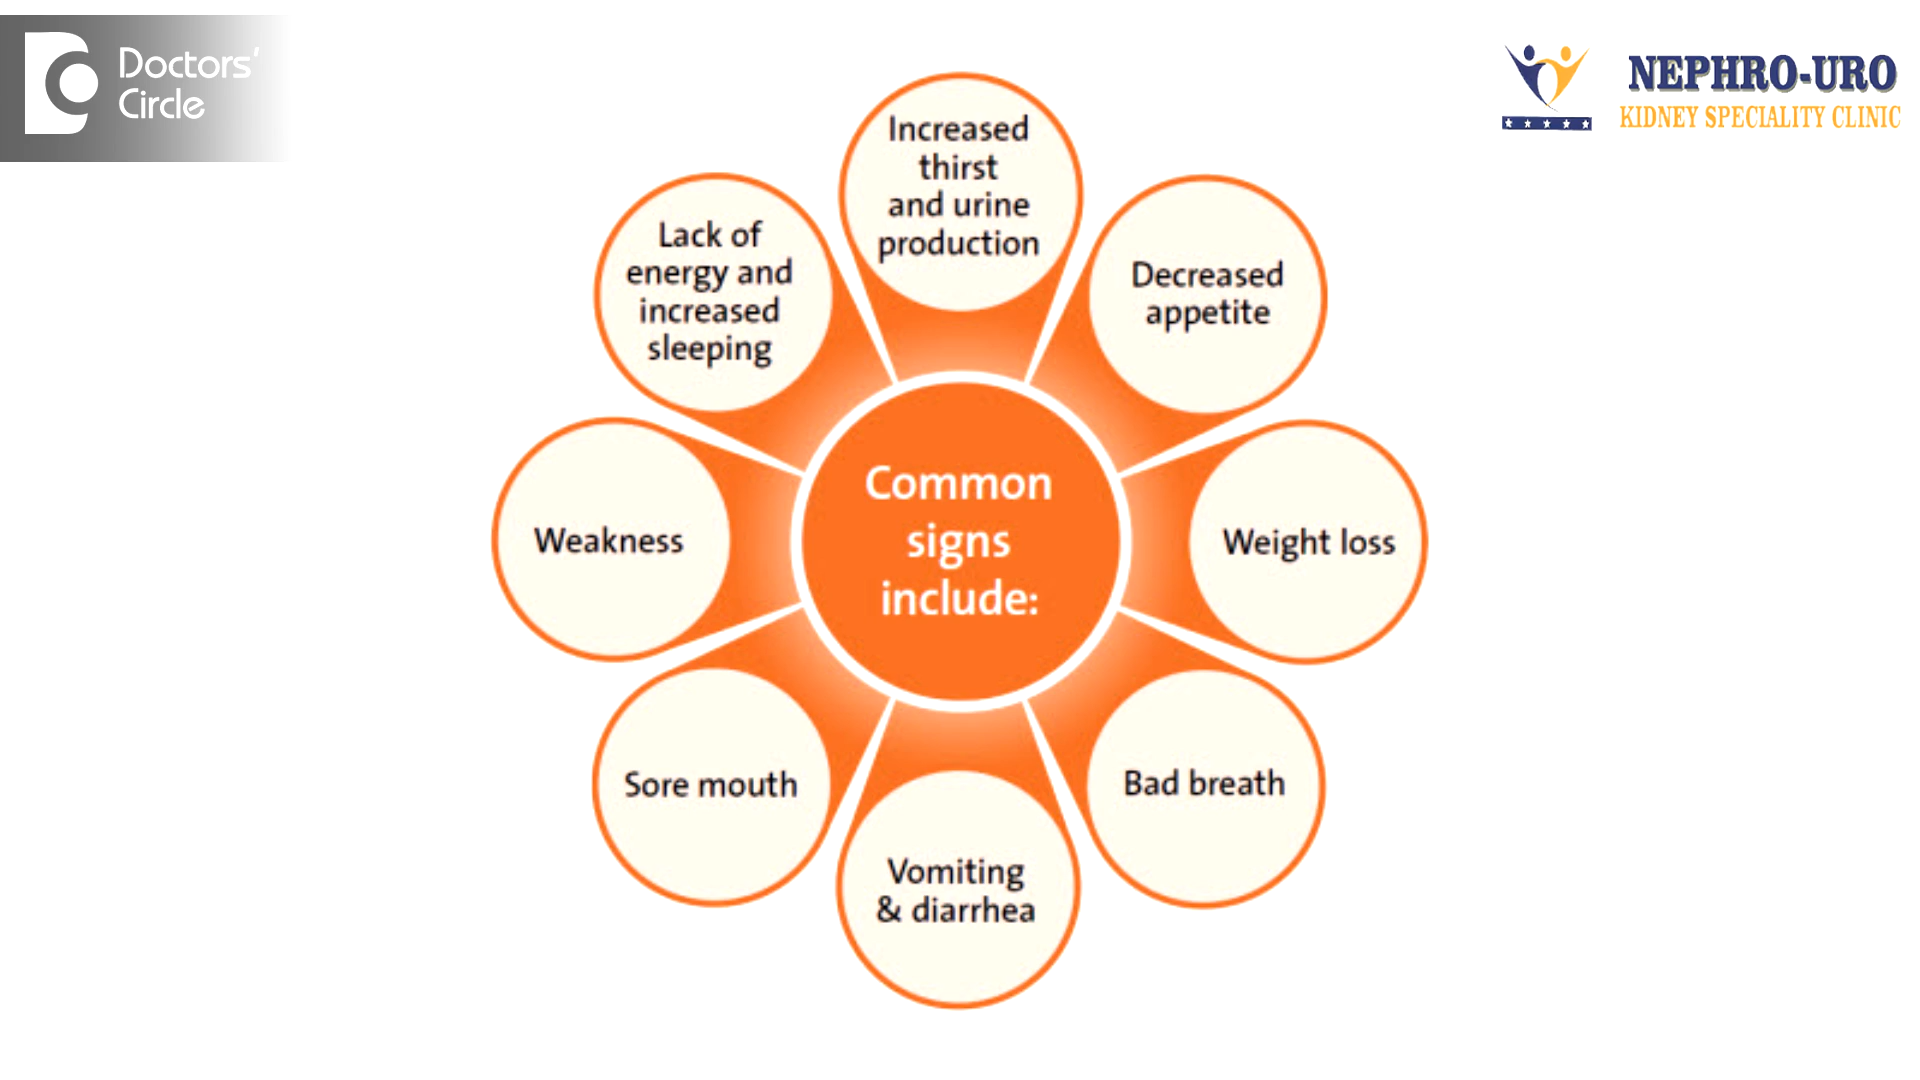 Doctors'
Circle
NEPHRO-URO
KIDNEY SPECIALITY CLINIC
Increased
thirst
and urine
production
Decreased
appetite
Weight loss
Bad breath
Vomiting
& diarrhea
Sore mouth
Weakness
Lack of
energy and
increased
sleeping
Common
signs
include: